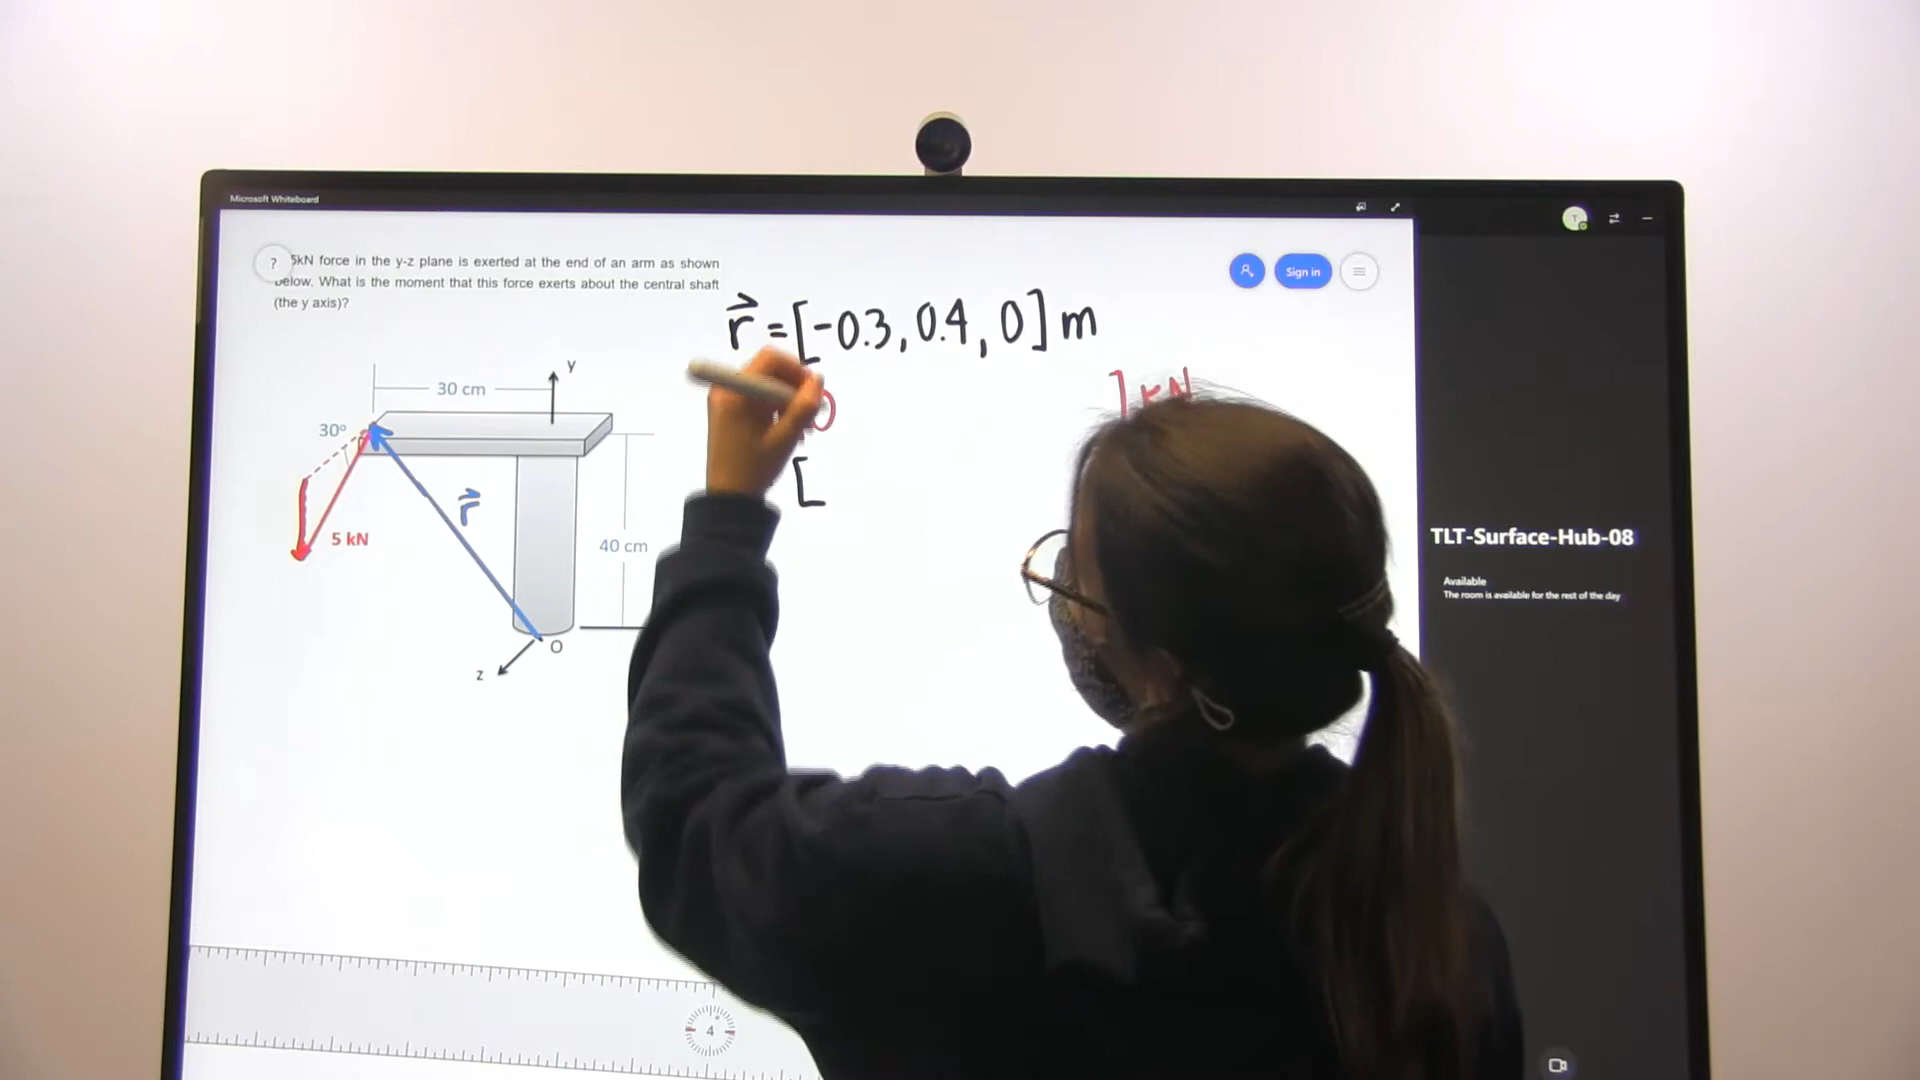 Microsoft Whiteboard
? 5kN force in the y-z plane is exerted at the end of an arm as shown
below. What is the moment that this force exerts about the central shaft
(the y axis)?
Sign in
T
r = [-0.3, 0.4, 0] m
0 ] kN
[
y
30 cm
30°
r
5 kN
40 cm
O
z
TLT-Surface-Hub-08
Available
The room is available for the rest of the day
4